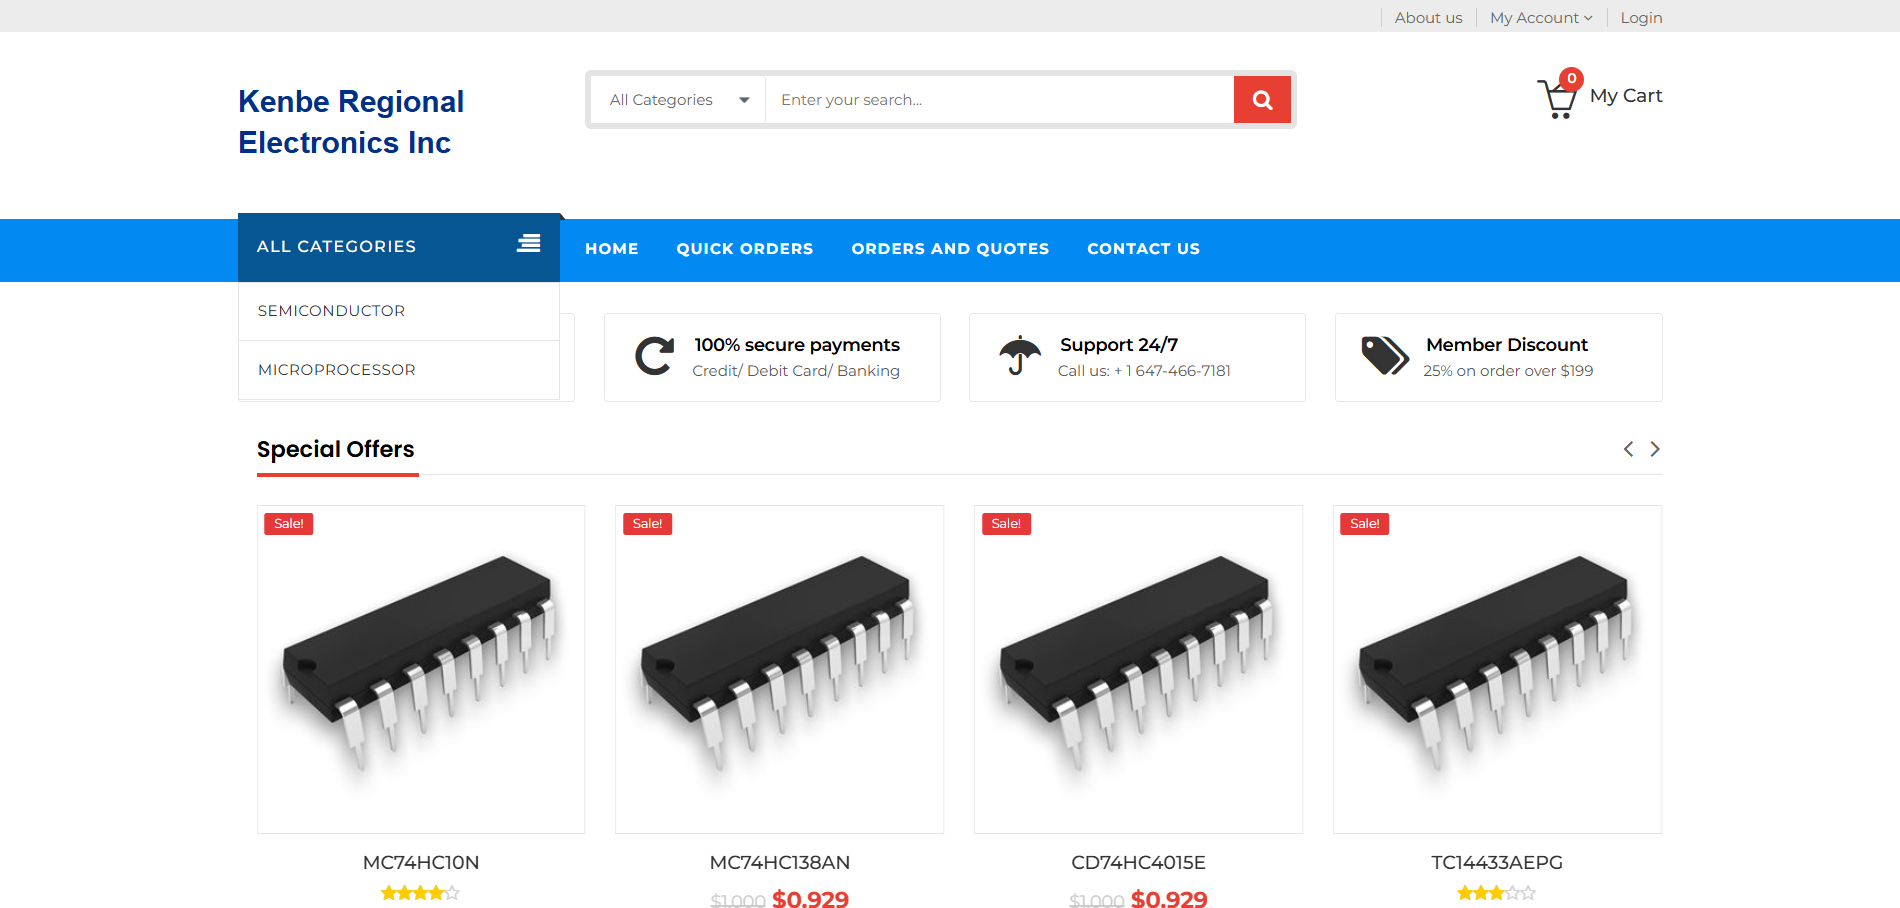 About us
My Account
Login
Kenbe Regional
Electronics Inc
All Categories
Enter your search...
0
My Cart
ALL CATEGORIES
HOME
QUICK ORDERS
ORDERS AND QUOTES
CONTACT US
SEMICONDUCTOR
MICROPROCESSOR
100% secure payments
Credit/ Debit Card/ Banking
Support 24/7
Call us: + 1 647-466-7181
Member Discount
25% on order over $199
Special Offers
Sale!
Sale!
Sale!
Sale!
MC74HC10N
MC74HC138AN
CD74HC4015E
TC14433AEPG
$1.000 $0.929
$1.000 $0.929